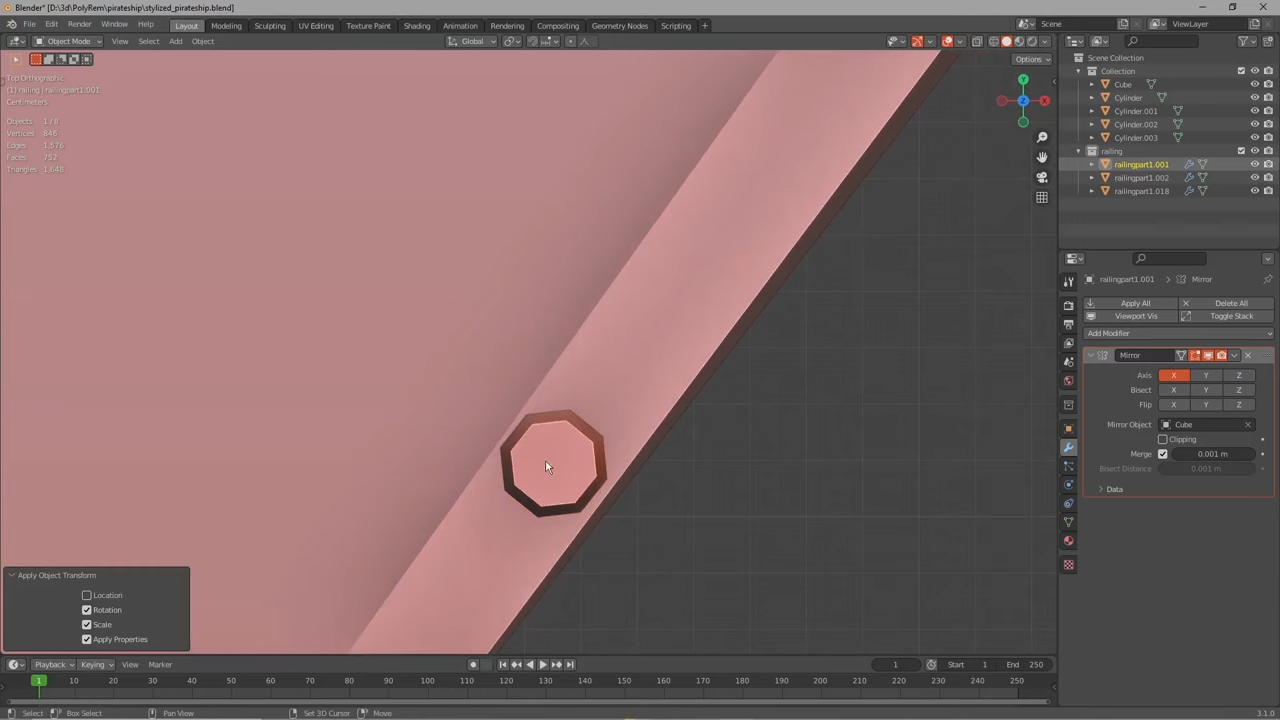 Blender* [D:\3d\PolyRem\pirateship\stylized_pirateship.blend]
File Edit Render Window Help Layout Modeling Sculpting UV Editing Texture Paint Shading Animation Rendering Compositing Geometry Nodes Scripting + Scene ViewLayer
Object Mode View Select Add Object Global
Options
Top Orthographic
(1) railing | railingpart1.001
Centimeters
Objects 1 / 8
Vertices 846
Edges 1,576
Faces 752
Triangles 1,648
Y
X
Z
Scene Collection
Collection
Cube
Cylinder
Cylinder.001
Cylinder.002
Cylinder.003
railing
railingpart1.001
railingpart1.002
railingpart1.018
railingpart1.001 Mirror
Apply All Delete All
Viewport Vis Toggle Stack
Add Modifier
Mirror
Axis X Y Z
Bisect X Y Z
Flip X Y Z
Mirror Object Cube
Clipping
Merge 0.001 m
Bisect Distance 0.001 m
Data
Apply Object Transform
Location
Rotation
Scale
Apply Properties
Playback Keying View Marker 1 Start 1 End 250
1 10 20 30 40 50 60 70 80 90 100 110 120 130 140 150 160 170 180 190 200 210 220 230 240 250
Select Box Select Pan View Set 3D Cursor Move 3.1.0